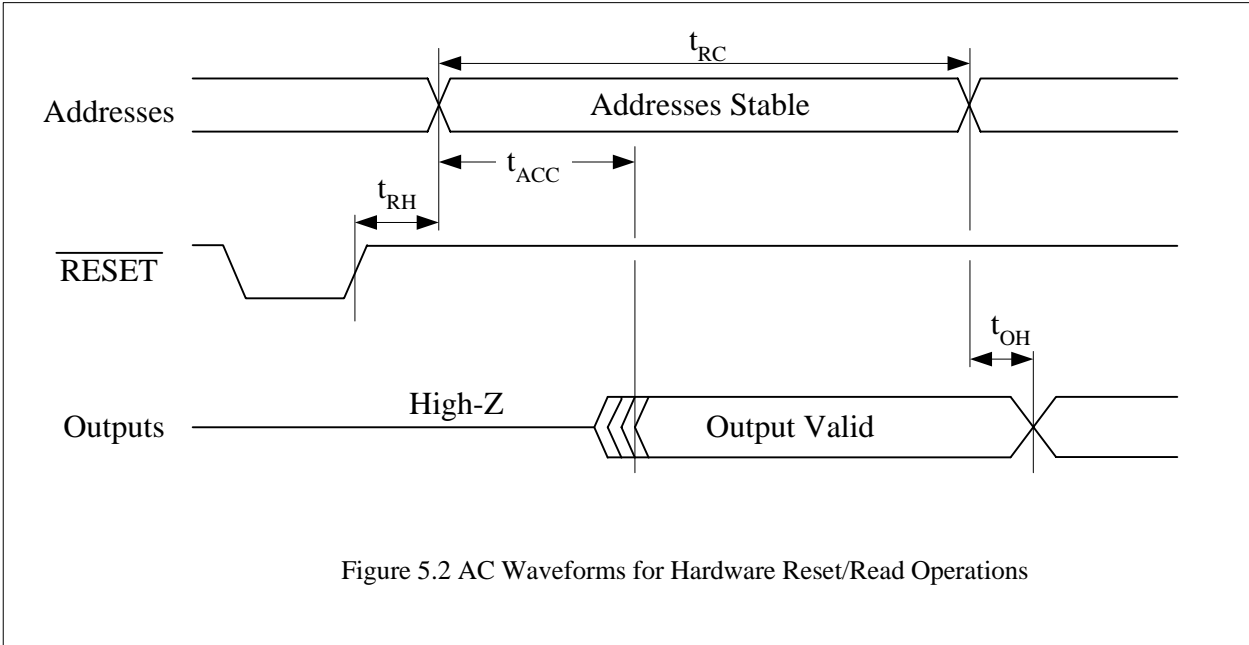 t_RC
Addresses
Addresses Stable
t_ACC
t_RH
RESET
t_OH
High-Z
Outputs
Output Valid
Figure 5.2 AC Waveforms for Hardware Reset/Read Operations